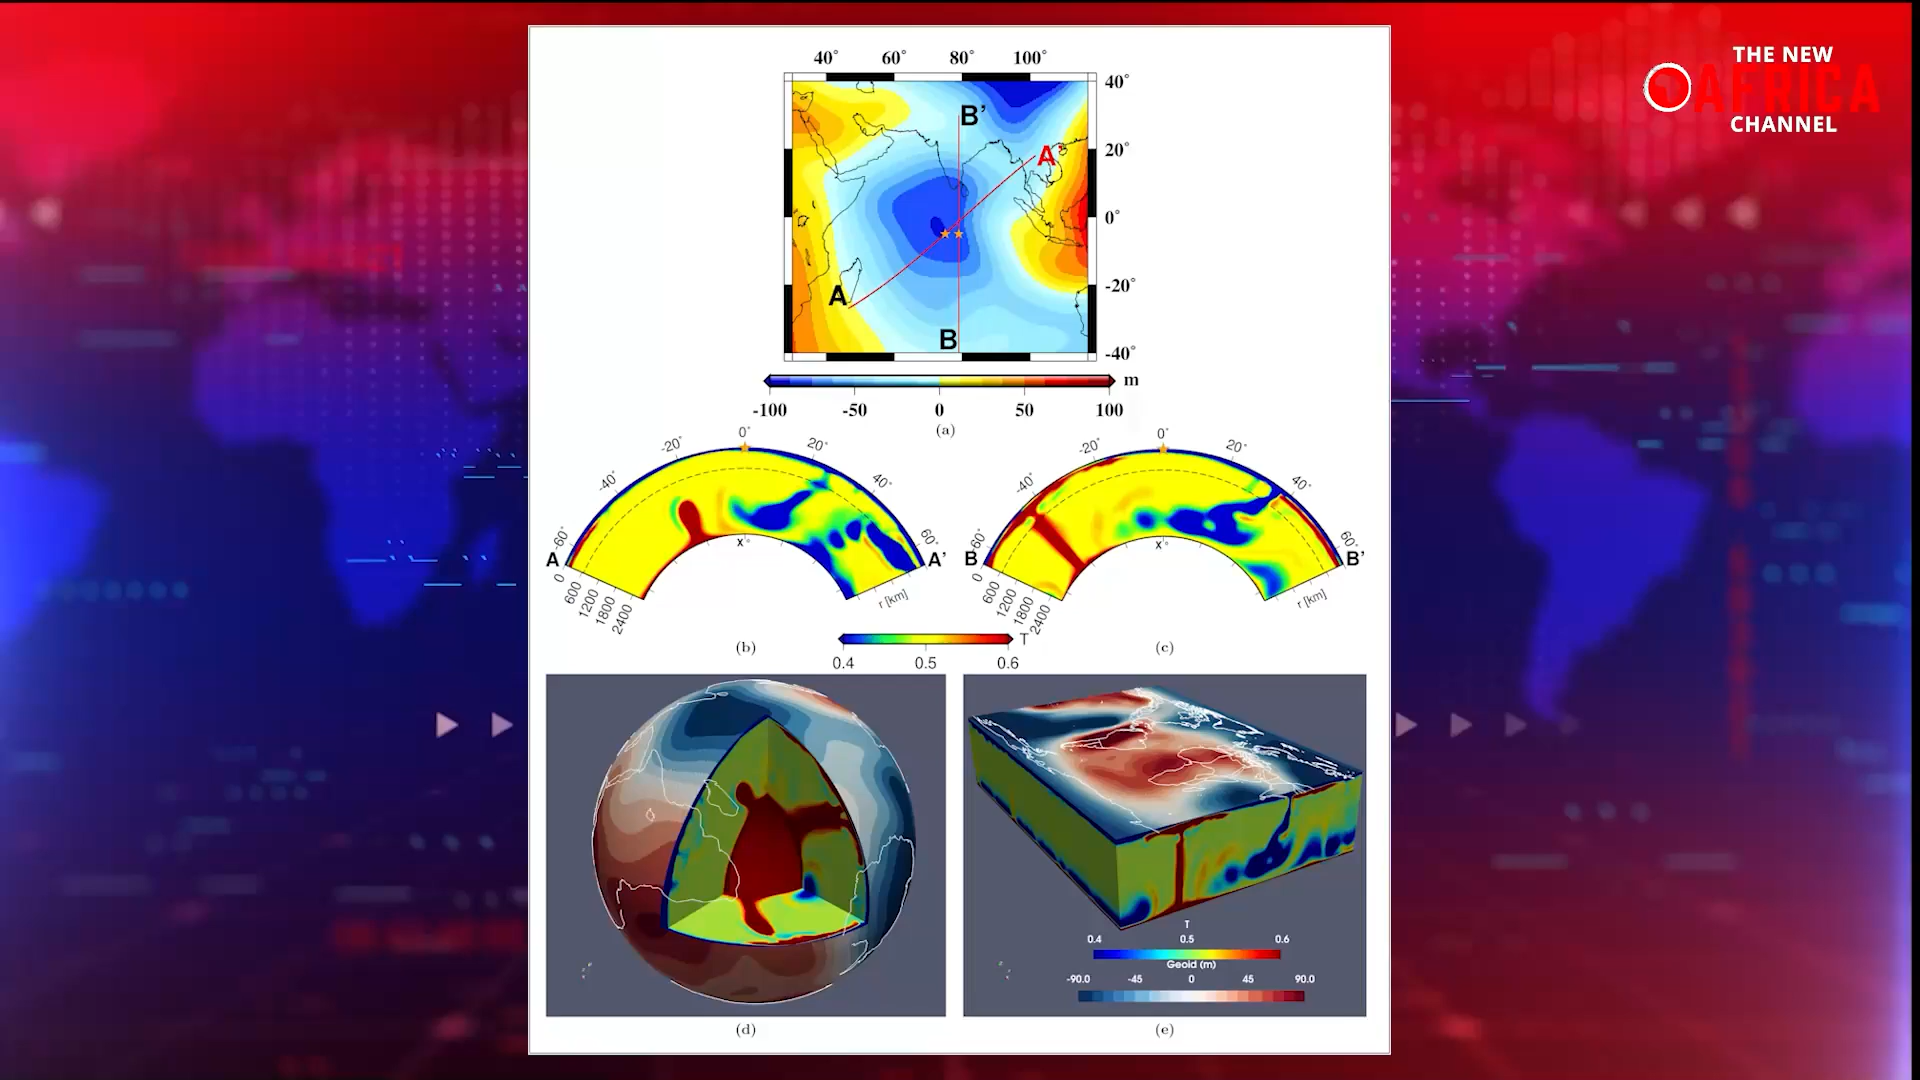 THE NEW
AFRICA
CHANNEL
40° 60° 80° 100°
40°
B'
20°
A'
0°
-20°
A
B
-40°
m
-100 -50 0 50 100
(a)
-60° -40° -20° 0° 20° 40° 60°
A A'
x°
0 600 1200 1800 2400
r [km]
(b)
-60° -40° -20° 0° 20° 40° 60°
B B'
x°
0 600 1200 1800 2400
r [km]
(c)
T
0.4 0.5 0.6
T
0.4 0.5 0.6
Geoid (m)
-90.0 -45 0 45 90.0
(d) (e)